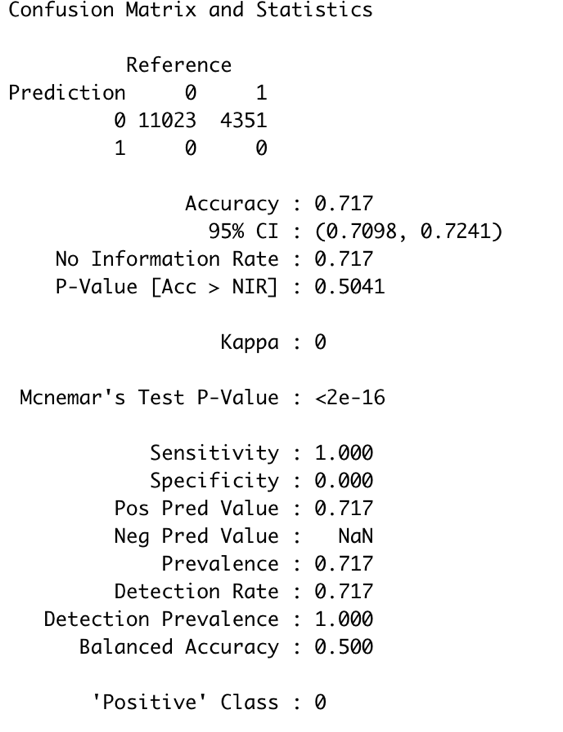 Confusion Matrix and Statistics
Reference
Prediction 0 1
0 11023 4351
1 0 0
Accuracy : 0.717
95% CI : (0.7098, 0.7241)
No Information Rate : 0.717
P-Value [Acc > NIR] : 0.5041
Kappa : 0
Mcnemar's Test P-Value : <2e-16
Sensitivity : 1.000
Specificity : 0.000
Pos Pred Value : 0.717
Neg Pred Value : NaN
Prevalence : 0.717
Detection Rate : 0.717
Detection Prevalence : 1.000
Balanced Accuracy : 0.500
'Positive' Class : 0